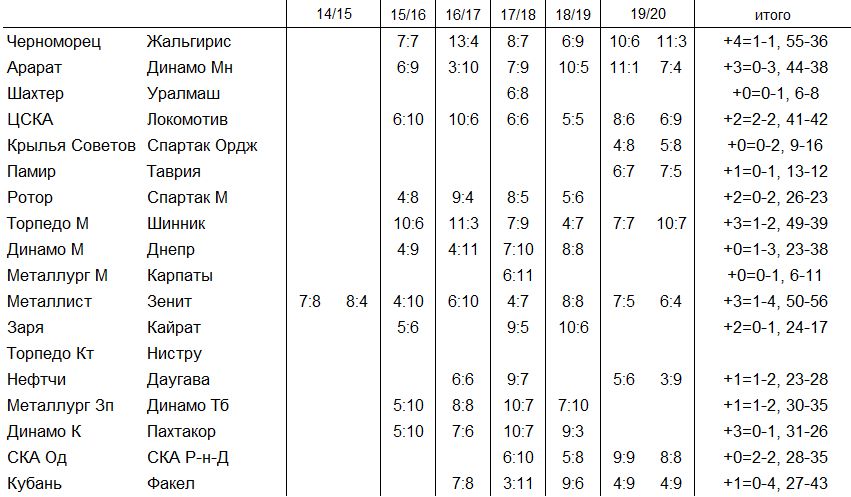 14/15 15/16 16/17 17/18 18/19 19/20 итого
Черноморец Жальгирис 7:7 13:4 8:7 6:9 10:6 11:3 +4=1-1, 55-36
Арарат Динамо Мн 6:9 3:10 7:9 10:5 11:1 7:4 +3=0-3, 44-38
Шахтер Уралмаш 6:8 +0=0-1, 6-8
ЦСКА Локомотив 6:10 10:6 6:6 5:5 8:6 6:9 +2=2-2, 41-42
Крылья Советов Спартак Ордж 4:8 5:8 +0=0-2, 9-16
Памир Таврия 6:7 7:5 +1=0-1, 13-12
Ротор Спартак М 4:8 9:4 8:5 5:6 +2=0-2, 26-23
Торпедо М Шинник 10:6 11:3 7:9 4:7 7:7 10:7 +3=1-2, 49-39
Динамо М Днепр 4:9 4:11 7:10 8:8 +0=1-3, 23-38
Металлург М Карпаты 6:11 +0=0-1, 6-11
Металлист Зенит 7:8 8:4 4:10 6:10 4:7 8:8 7:5 6:4 +3=1-4, 50-56
Заря Кайрат 5:6 9:5 10:6 +2=0-1, 24-17
Торпедо Кт Нистру
Нефтчи Даугава 6:6 9:7 5:6 3:9 +1=1-2, 23-28
Металлург Зп Динамо Тб 5:10 8:8 10:7 7:10 +1=1-2, 30-35
Динамо К Пахтакор 5:10 7:6 10:7 9:3 +3=0-1, 31-26
СКА Од СКА Р-н-Д 6:10 5:8 9:9 8:8 +0=2-2, 28-35
Кубань Факел 7:8 3:11 9:6 4:9 4:9 +1=0-4, 27-43